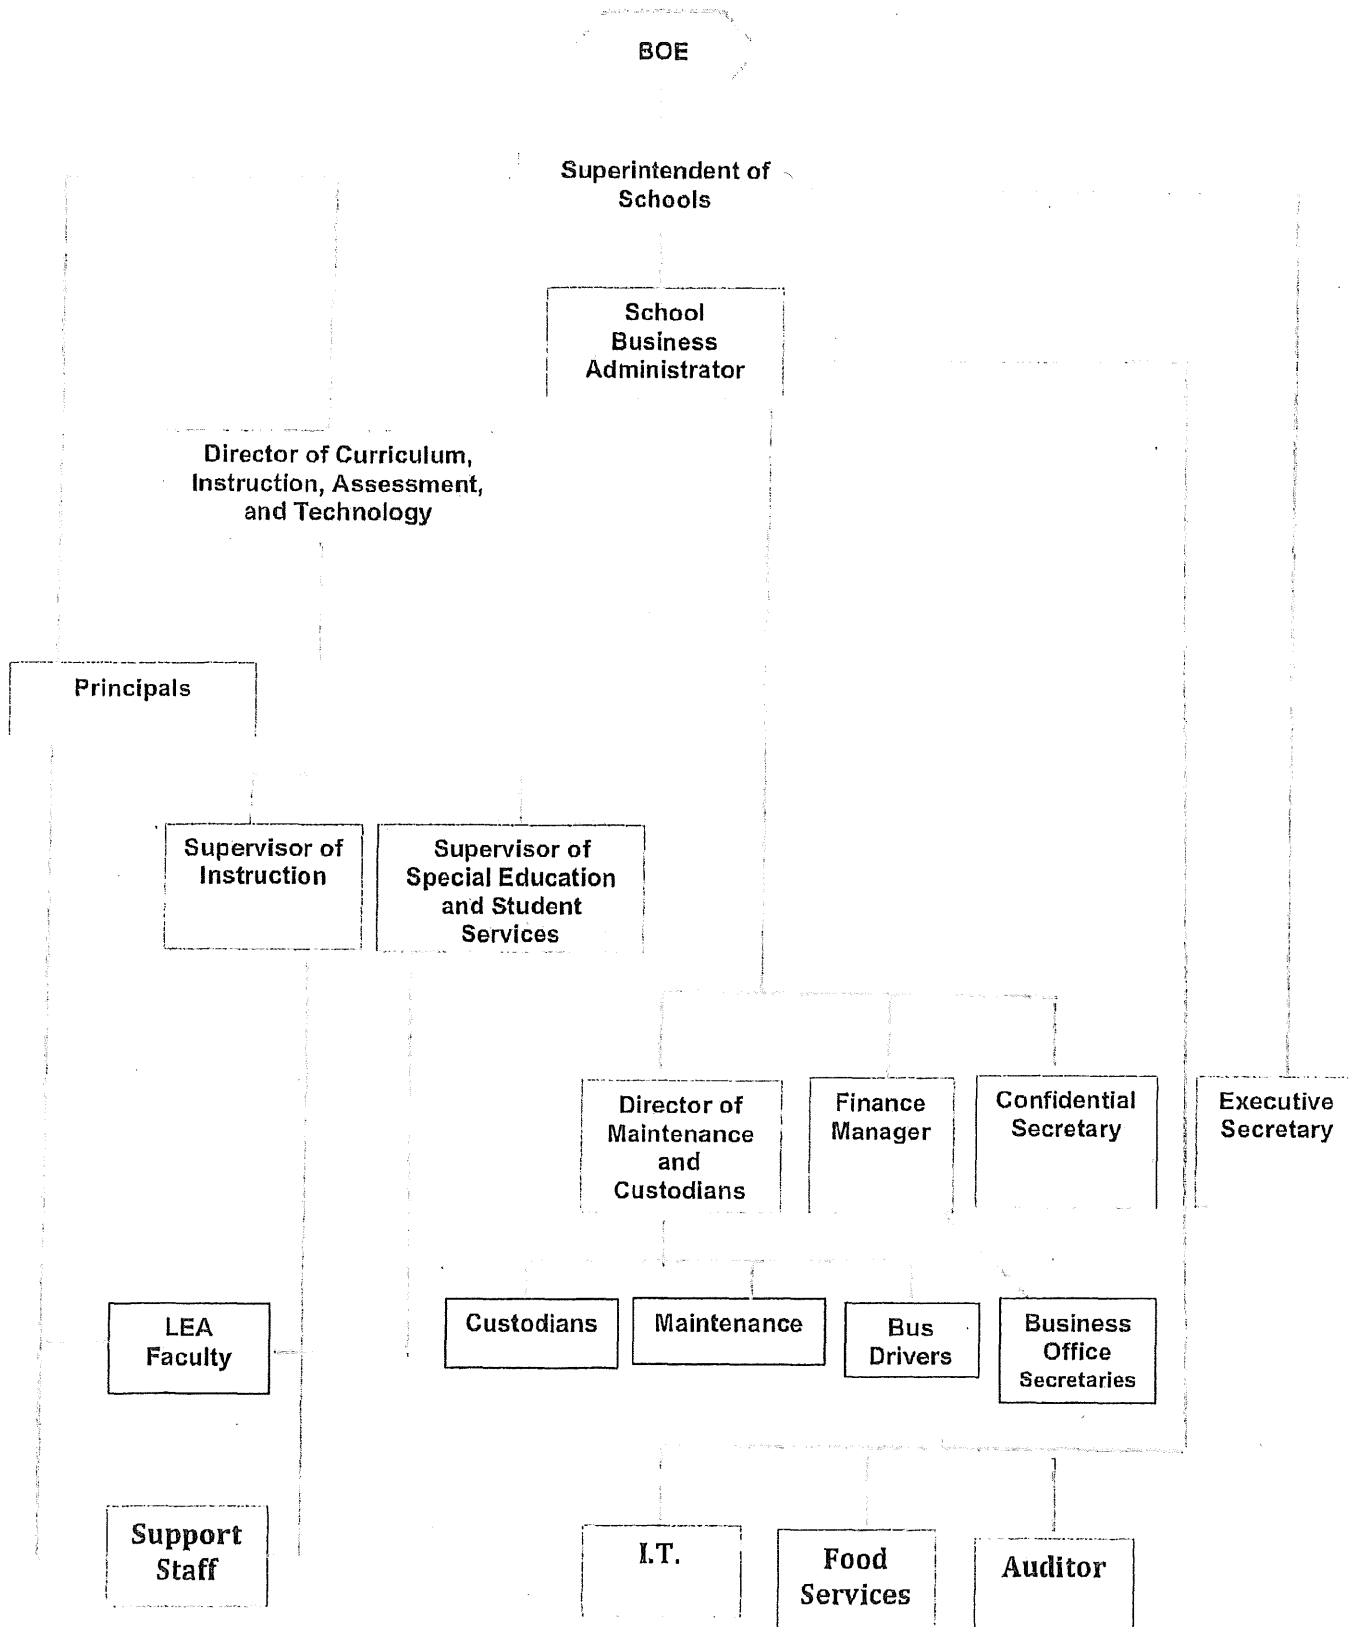 BOE
Superintendent of
Schools
School
Business
Administrator
Director of Curriculum,
Instruction, Assessment,
and Technology
Principals
Supervisor of
Instruction
Supervisor of
Special Education
and Student
Services
Director of
Maintenance
and
Custodians
Finance
Manager
Confidential
Secretary
Executive
Secretary
LEA
Faculty
Custodians
Maintenance
Bus
Drivers
Business
Office
Secretaries
Support
Staff
I.T.
Food
Services
Auditor